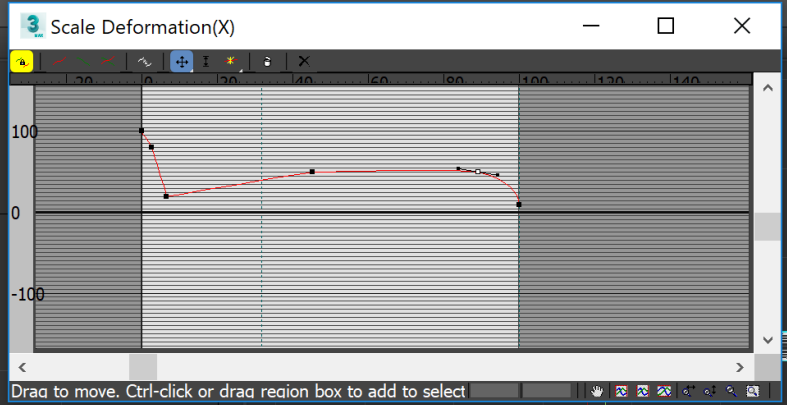 3 Scale Deformation(X)
20 0 20 40 60 80 100 120 140
100
0
-100
Drag to move. Ctrl-click or drag region box to add to select